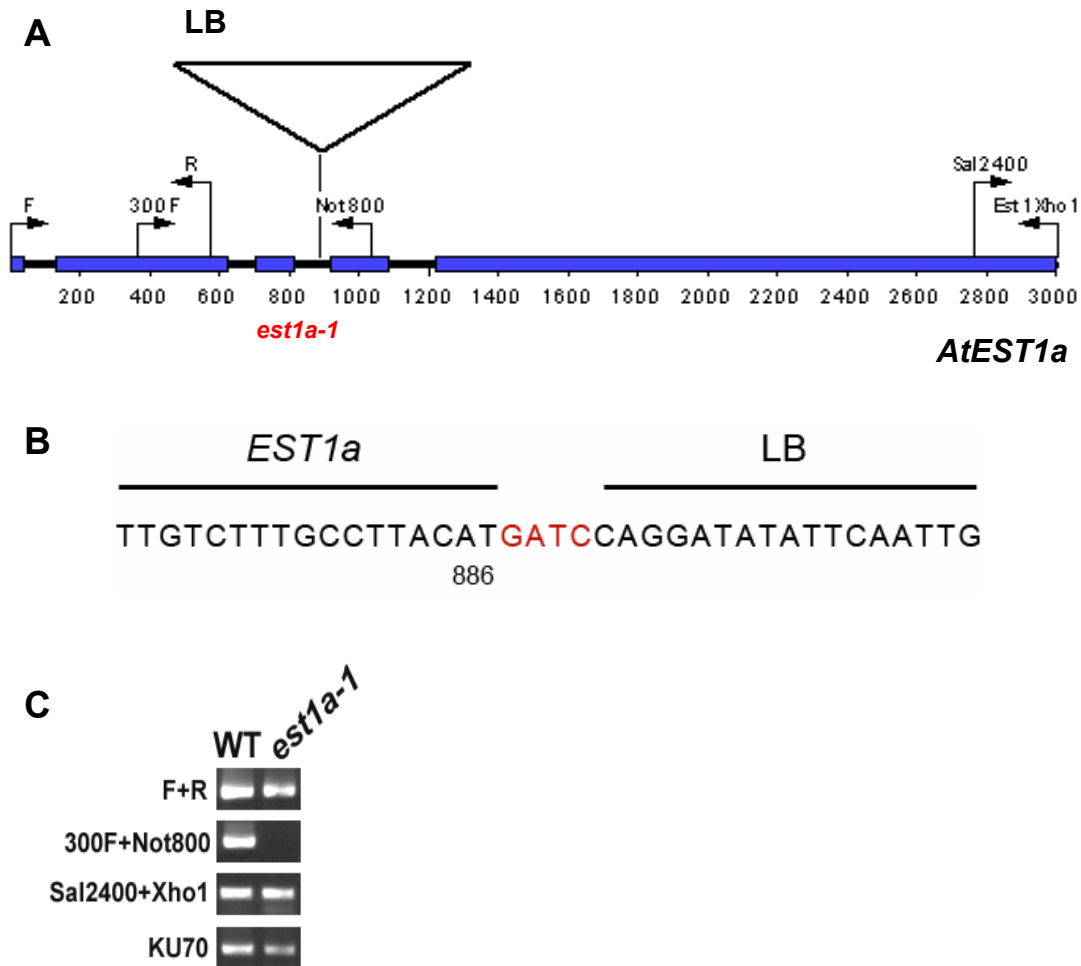 A
LB
R
Sal2400
F
300F
Not800
Est1Xho1
200 400 600 800 1000 1200 1400 1600 1800 2000 2200 2400 2600 2800 3000
est1a-1
AtEST1a
B
EST1a
LB
TTGTCTTTGCCTTACATGATCCAGGATATATTCAATTG
886
C
WT est1a-1
F+R
300F+Not800
Sal2400+Xho1
KU70